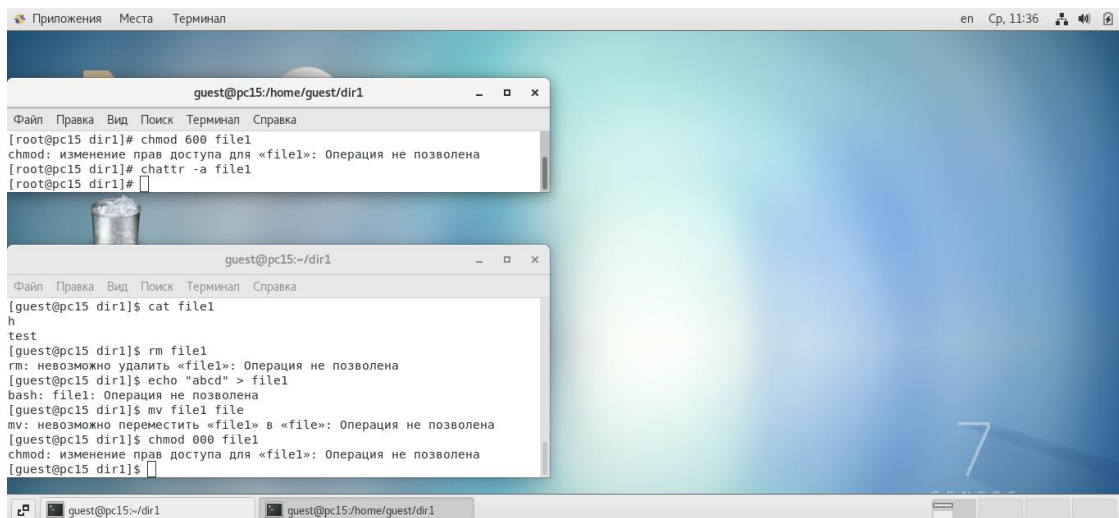 Приложения Места Терминал en Ср, 11:36
guest@pc15:/home/guest/dir1
Файл Правка Вид Поиск Терминал Справка
[root@pc15 dir1]# chmod 600 file1
chmod: изменение прав доступа для «file1»: Операция не позволена
[root@pc15 dir1]# chattr -a file1
[root@pc15 dir1]#
guest@pc15:~/dir1
Файл Правка Вид Поиск Терминал Справка
[guest@pc15 dir1]$ cat file1
h
test
[guest@pc15 dir1]$ rm file1
rm: невозможно удалить «file1»: Операция не позволена
[guest@pc15 dir1]$ echo "abcd" > file1
bash: file1: Операция не позволена
[guest@pc15 dir1]$ mv file1 file
mv: невозможно переместить «file1» в «file»: Операция не позволена
[guest@pc15 dir1]$ chmod 000 file1
chmod: изменение прав доступа для «file1»: Операция не позволена
[guest@pc15 dir1]$
7
guest@pc15:~/dir1 guest@pc15:/home/guest/dir1